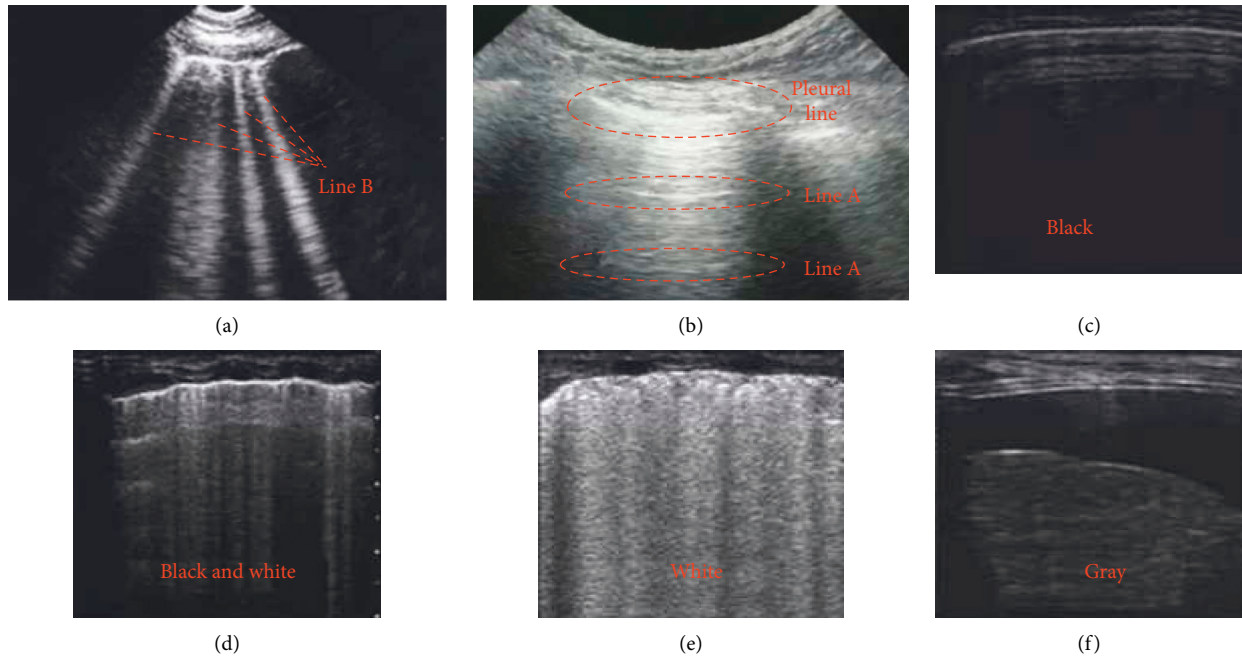 Line B
(a)
Pleural
line
Line A
Line A
(b)
Black
(c)
Black and white
(d)
White
(e)
Gray
(f)